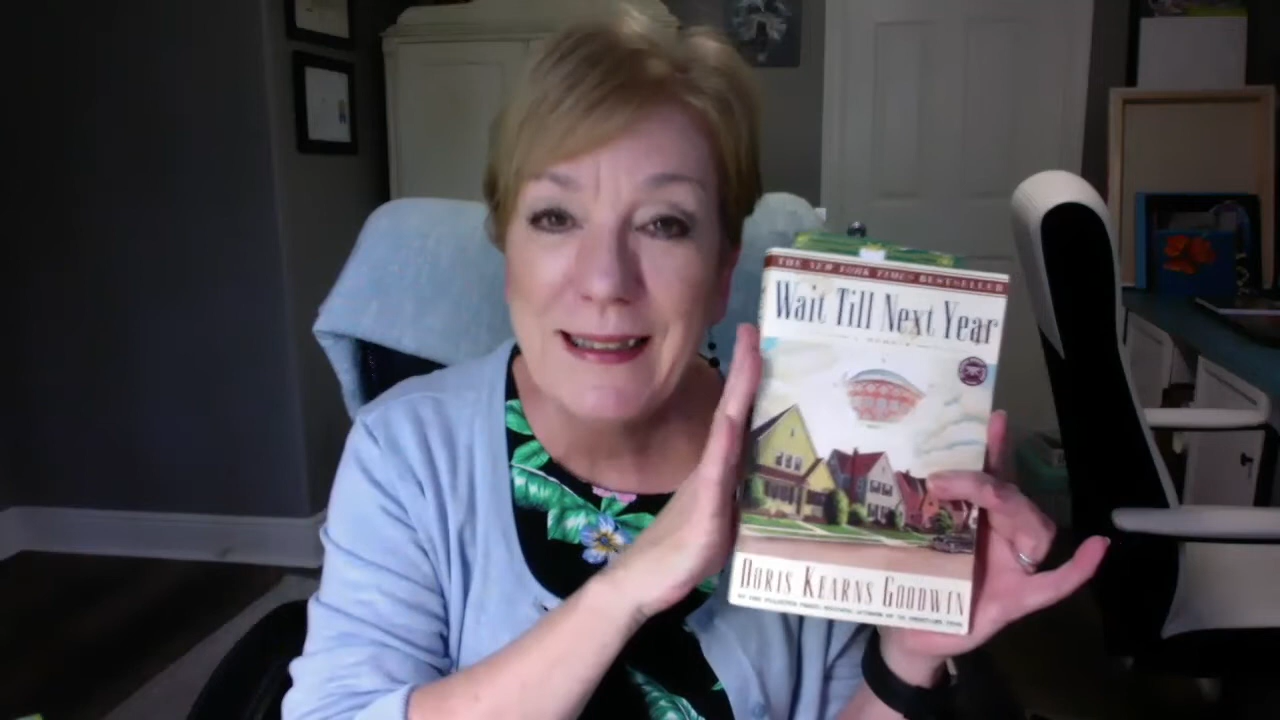 THE NEW YORK TIMES BESTSELLER
Wait Till Next Year
DORIS KEARNS GOODWIN